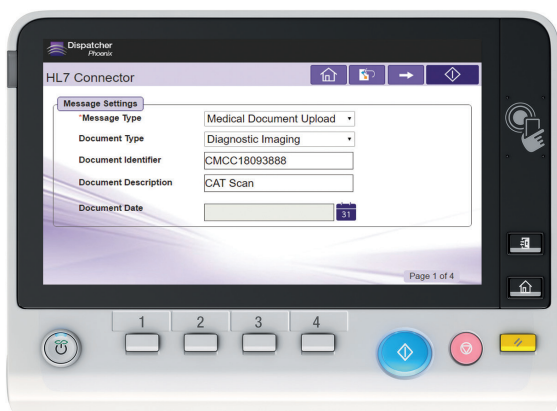 Dispatcher
Phoenix
HL7 Connector
Message Settings
*Message Type Medical Document Upload
Document Type Diagnostic Imaging
Document Identifier CMCC18093888
Document Description CAT Scan
Document Date 31
Page 1 of 4
1 2 3 4